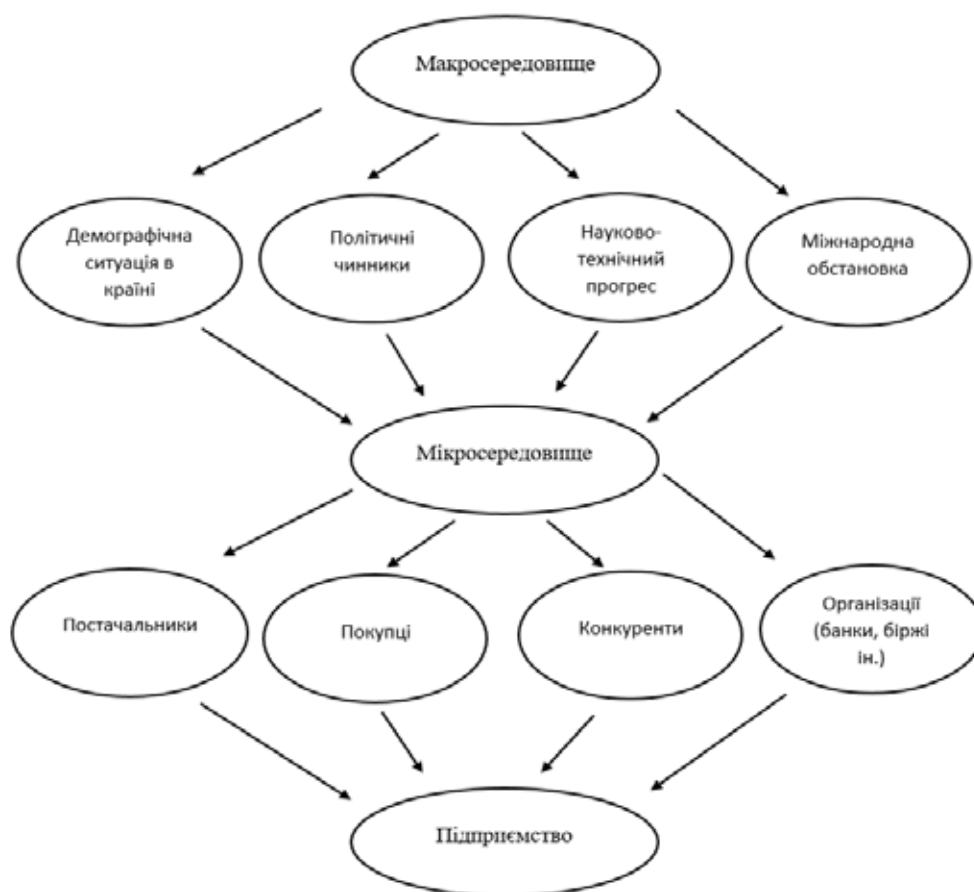 Макросередовище
Демографічна
ситуація в
країні
Політичні
чинники
Науково-
технічний
прогрес
Міжнародна
обстановка
Мікросередовище
Постачальники
Покупці
Конкуренти
Організації
(банки, біржі
ін.)
Підприємство